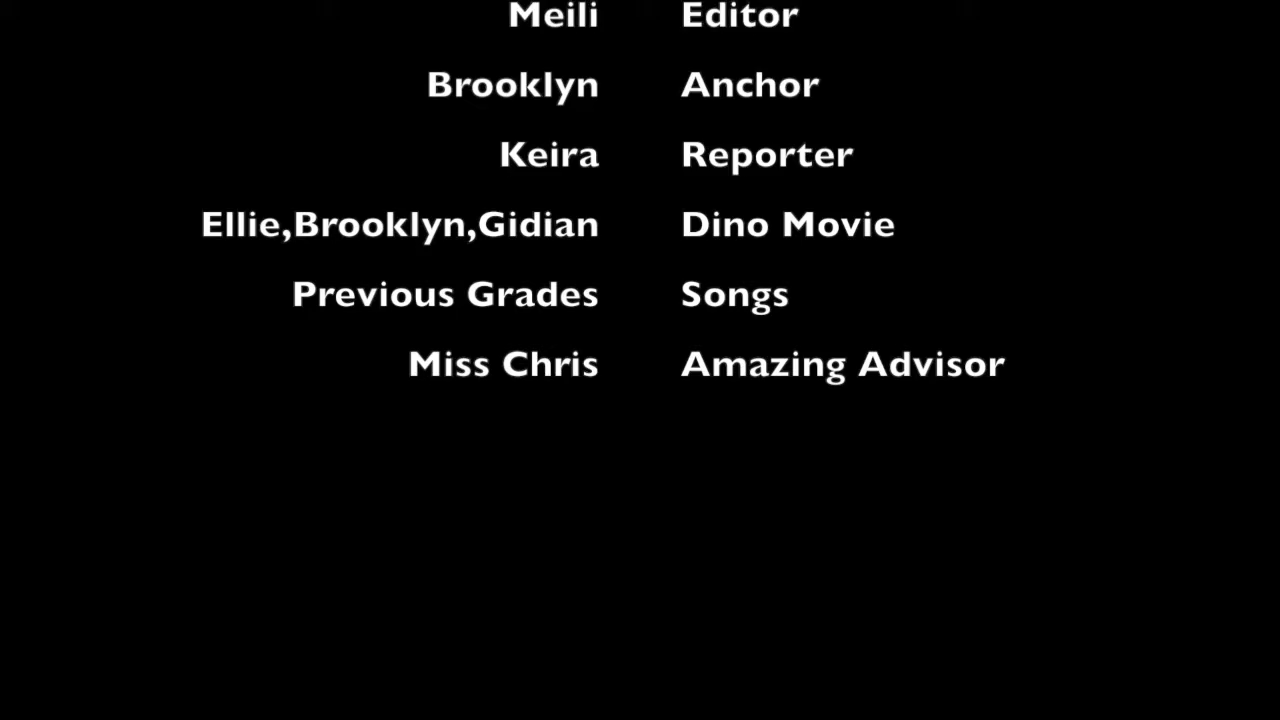 Meili Editor
Brooklyn Anchor
Keira Reporter
Ellie,Brooklyn,Gidian Dino Movie
Previous Grades Songs
Miss Chris Amazing Advisor